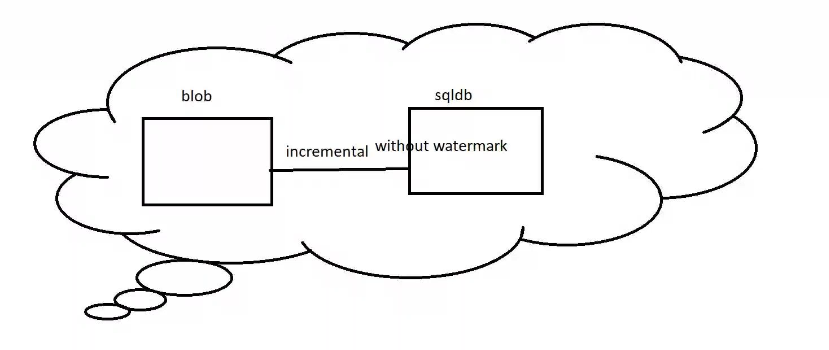 blob
sqldb
incremental
without watermark